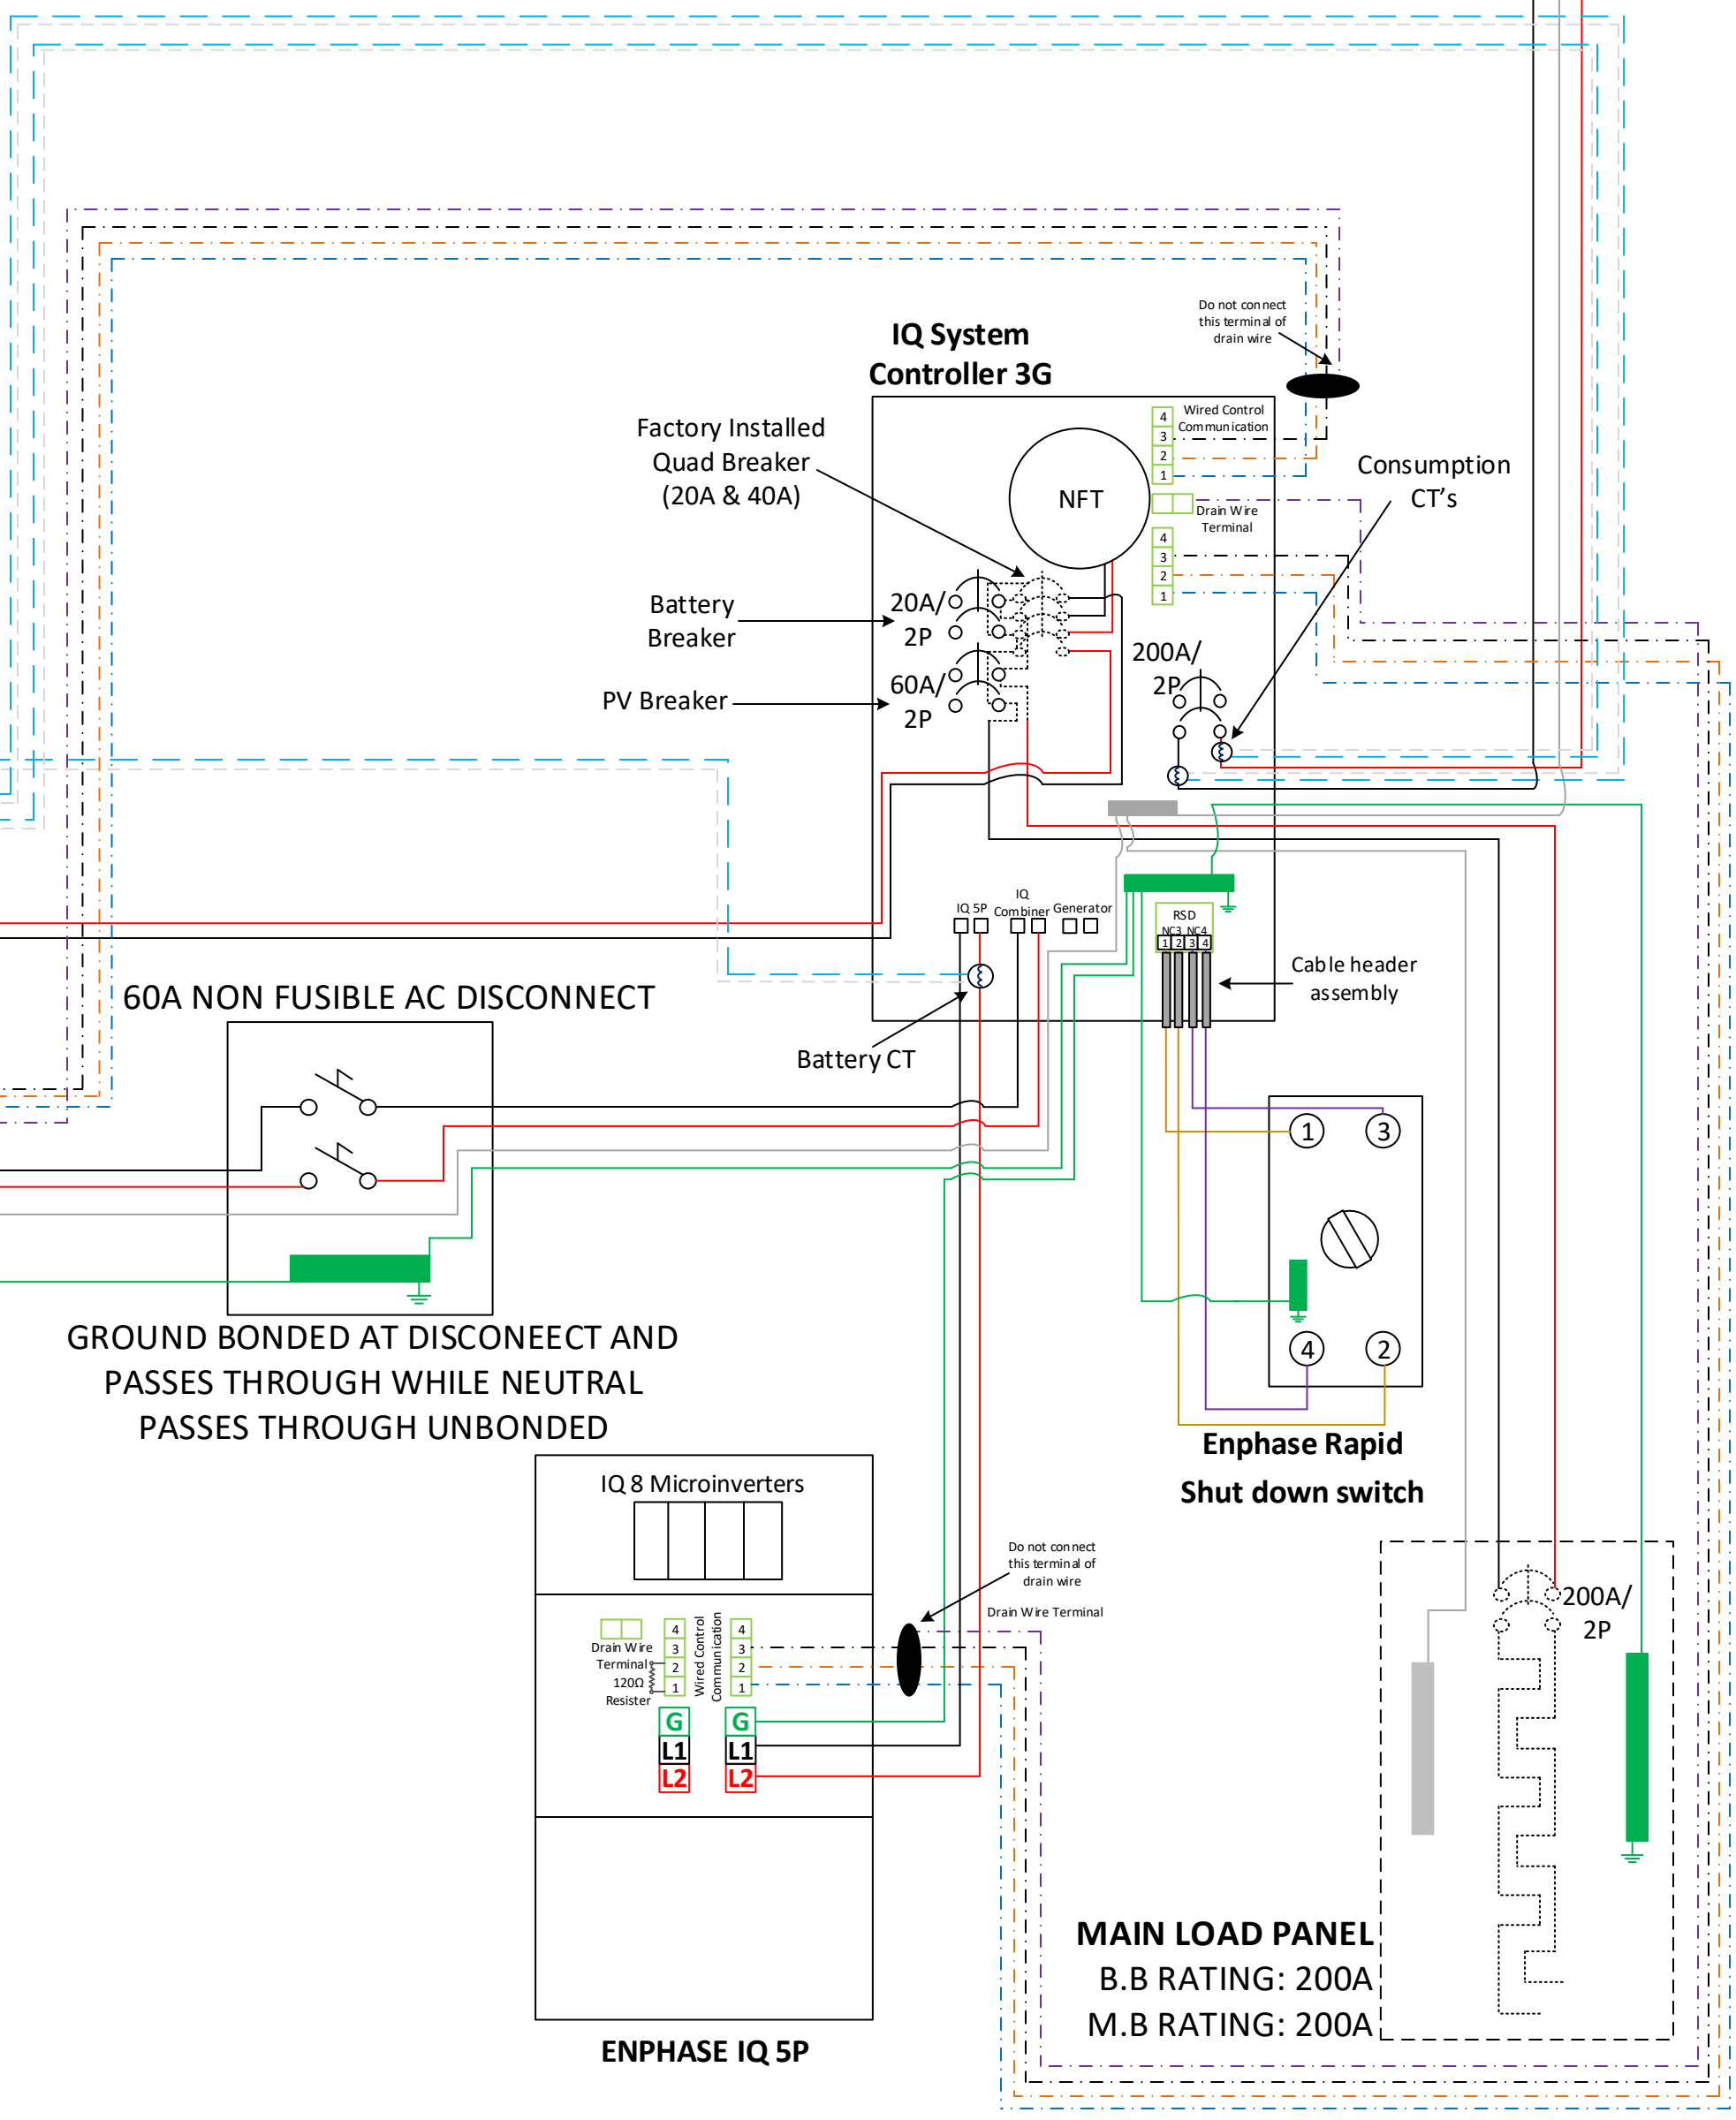 Do not connect
this terminal of
drain wire
IQ System
Controller 3G
Factory Installed
Quad Breaker
(20A & 40A)
4
3
2
1
Wired Control
Communication
NFT
Consumption
CT's
Drain Wire
Terminal
4
3
2
1
Battery
Breaker
20A/
2P
PV Breaker
60A/
2P
200A/
2P
IQ 5P
IQ
Combiner
Generator
RSD
NC3 NC4
1 2 3 4
Cable header
assembly
Battery CT
60A NON FUSIBLE AC DISCONNECT
GROUND BONDED AT DISCONEECT AND
PASSES THROUGH WHILE NEUTRAL
PASSES THROUGH UNBONDED
1
3
4
2
Enphase Rapid
Shut down switch
IQ 8 Microinverters
Do not connect
this terminal of
drain wire
Drain Wire Terminal
Drain Wire
Terminal
120Ω
Resister
4
3
2
1
Wired Control
Communication
4
3
2
1
G
L1
L2
G
L1
L2
ENPHASE IQ 5P
200A/
2P
MAIN LOAD PANEL
B.B RATING: 200A
M.B RATING: 200A